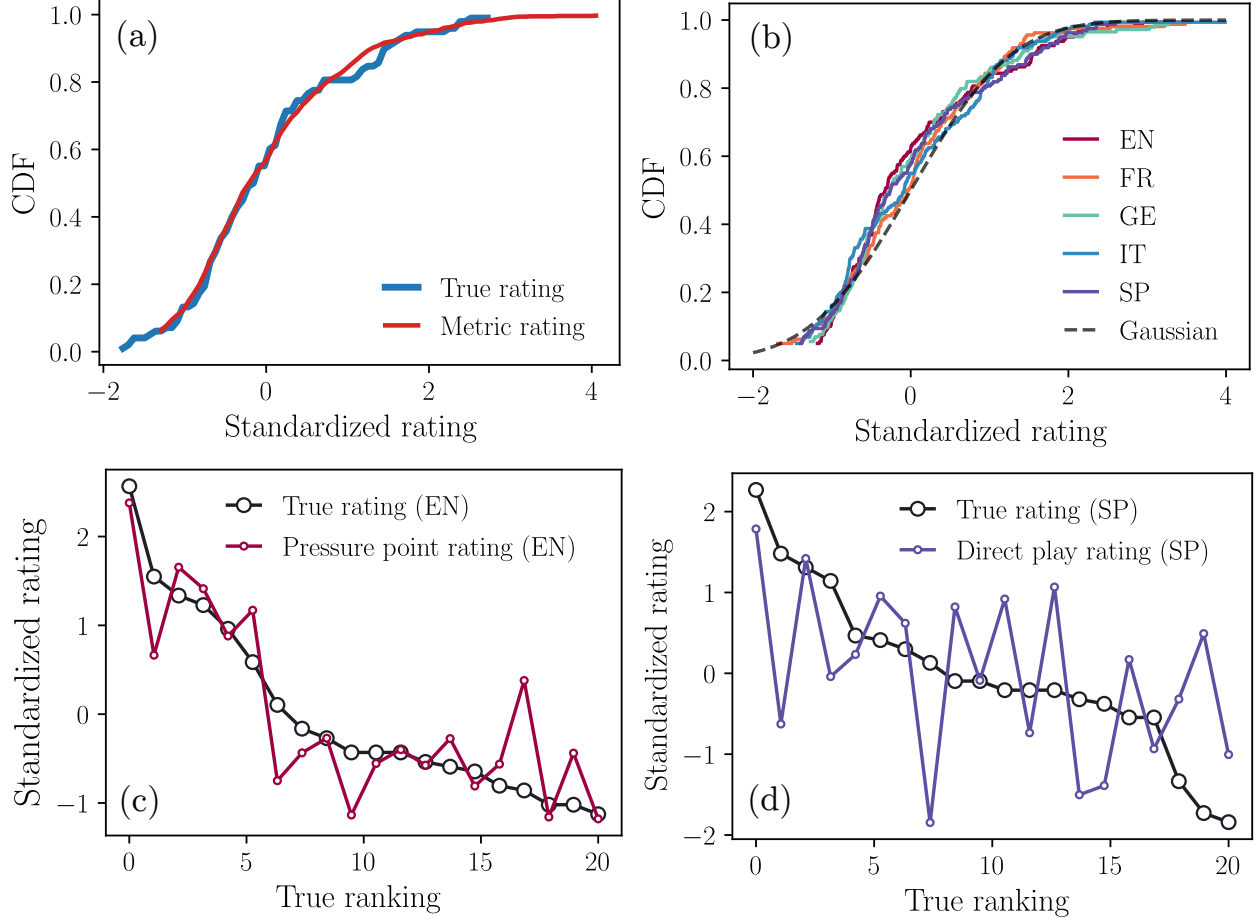 (a)
1.0
0.8
0.6
0.4
0.2
0.0
CDF
True rating
Metric rating
−2
0
2
4
Standardized rating
(b)
1.0
0.8
0.6
0.4
0.2
0.0
CDF
EN
FR
GE
IT
SP
Gaussian
−2
0
2
4
Standardized rating
2
1
0
−1
Standardized rating
True rating (EN)
Pressure point rating (EN)
(c)
0
5
10
15
20
True ranking
2
1
0
−1
−2
Standardized rating
True rating (SP)
Direct play rating (SP)
(d)
0
5
10
15
20
True ranking